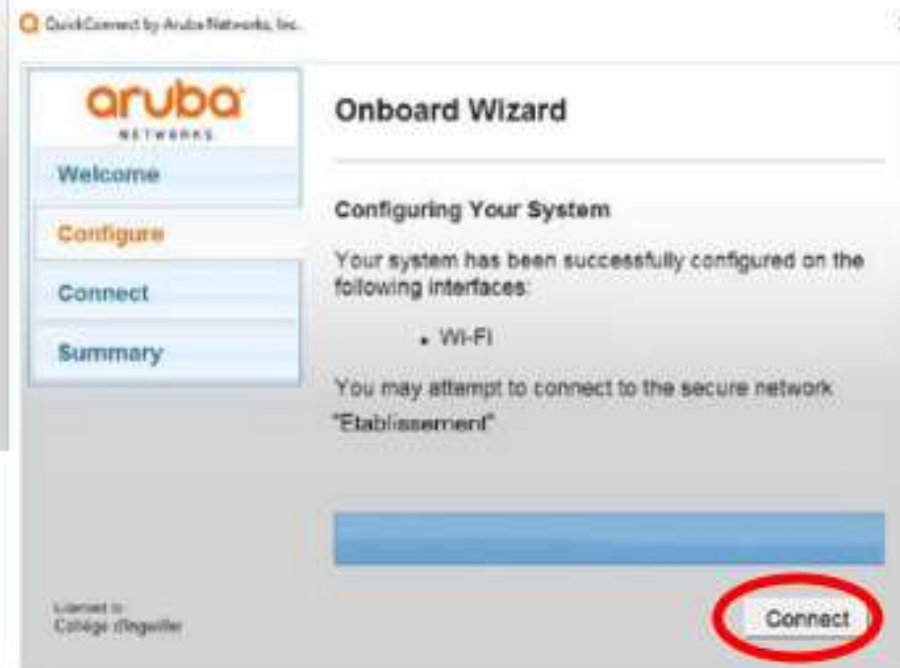 QuickConnect by Aruba Networks, Inc.
aruba
NETWORKS
Welcome
Configure
Connect
Summary
Onboard Wizard
Configuring Your System
Your system has been successfully configured on the
following interfaces:
• Wi-Fi
You may attempt to connect to the secure network
"Etablissement"
Licensed to
Collège d'Ingwiller
Connect